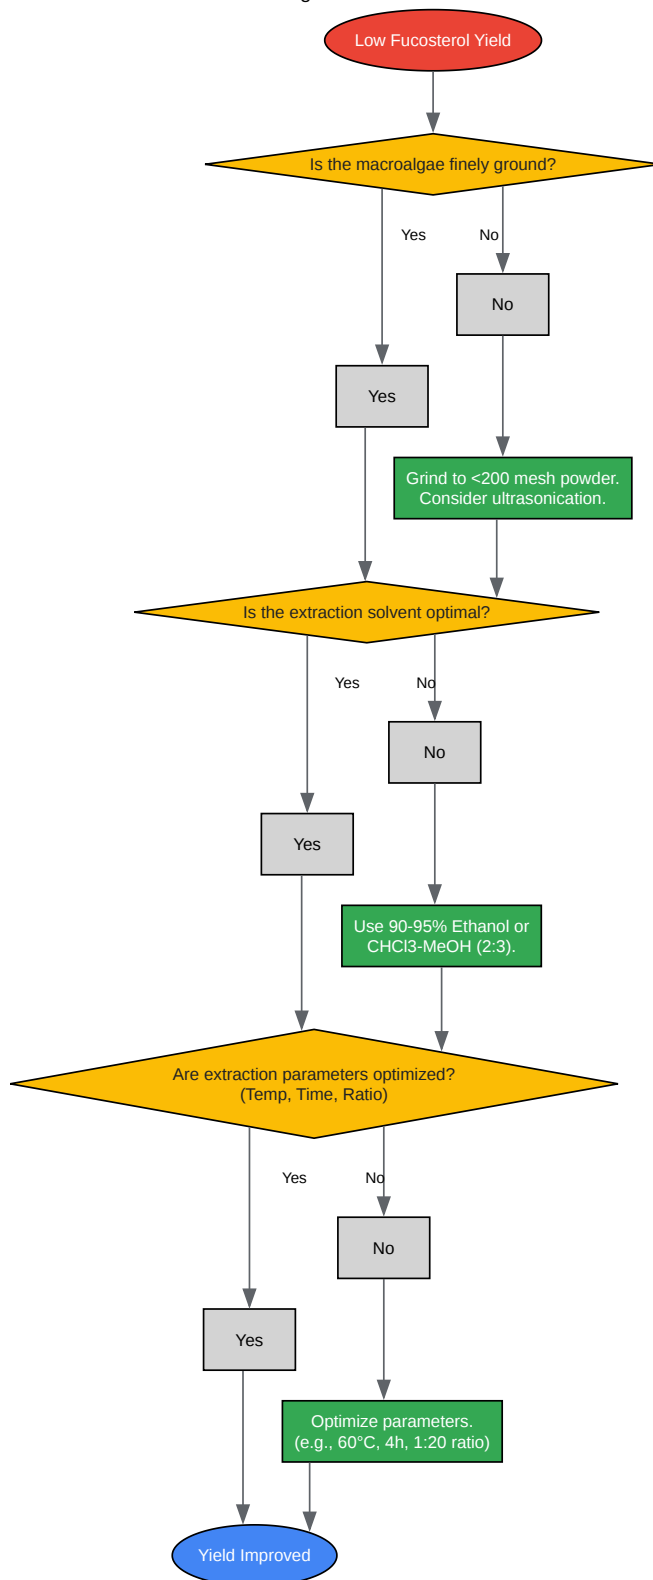 Low Fucosterol Yield
Is the macroalgae finely ground?
Yes
No
No
Yes
Grind to <200 mesh powder.
Consider ultrasonication.
Is the extraction solvent optimal?
Yes
No
No
Yes
Use 90-95% Ethanol or
CHCl3-MeOH (2:3).
Are extraction parameters optimized?
(Temp, Time, Ratio)
Yes
No
No
Yes
Optimize parameters.
(e.g., 60°C, 4h, 1:20 ratio)
Yield Improved